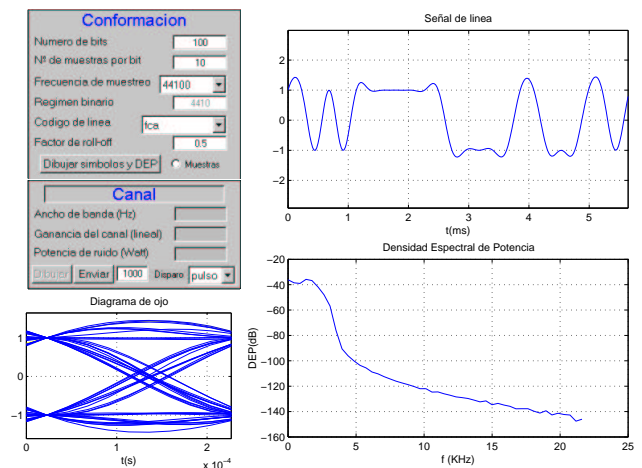 Conformacion
Numero de bits 100
Nº de muestras por bit 10
Frecuencia de muestreo 44100
Regimen binario 4410
Codigo de linea fca
Factor de roll-off 0.5
Dibujar simbolos y DEP Muestras
Canal
Ancho de banda (Hz)
Ganancia del canal (lineal)
Potencia de ruido (Watt)
Dibujar Enviar 1000 Disparo pulso
Diagrama de ojo
1
0
−1
0 1 2
t(s) x 10⁻⁴
Señal de linea
2
1
0
−1
−2
0 1 2 3 4 5
t(ms)
Densidad Espectral de Potencia
DEP(dB)
−20
−40
−60
−80
−100
−120
−140
−160
0 5 10 15 20 25
f (KHz)